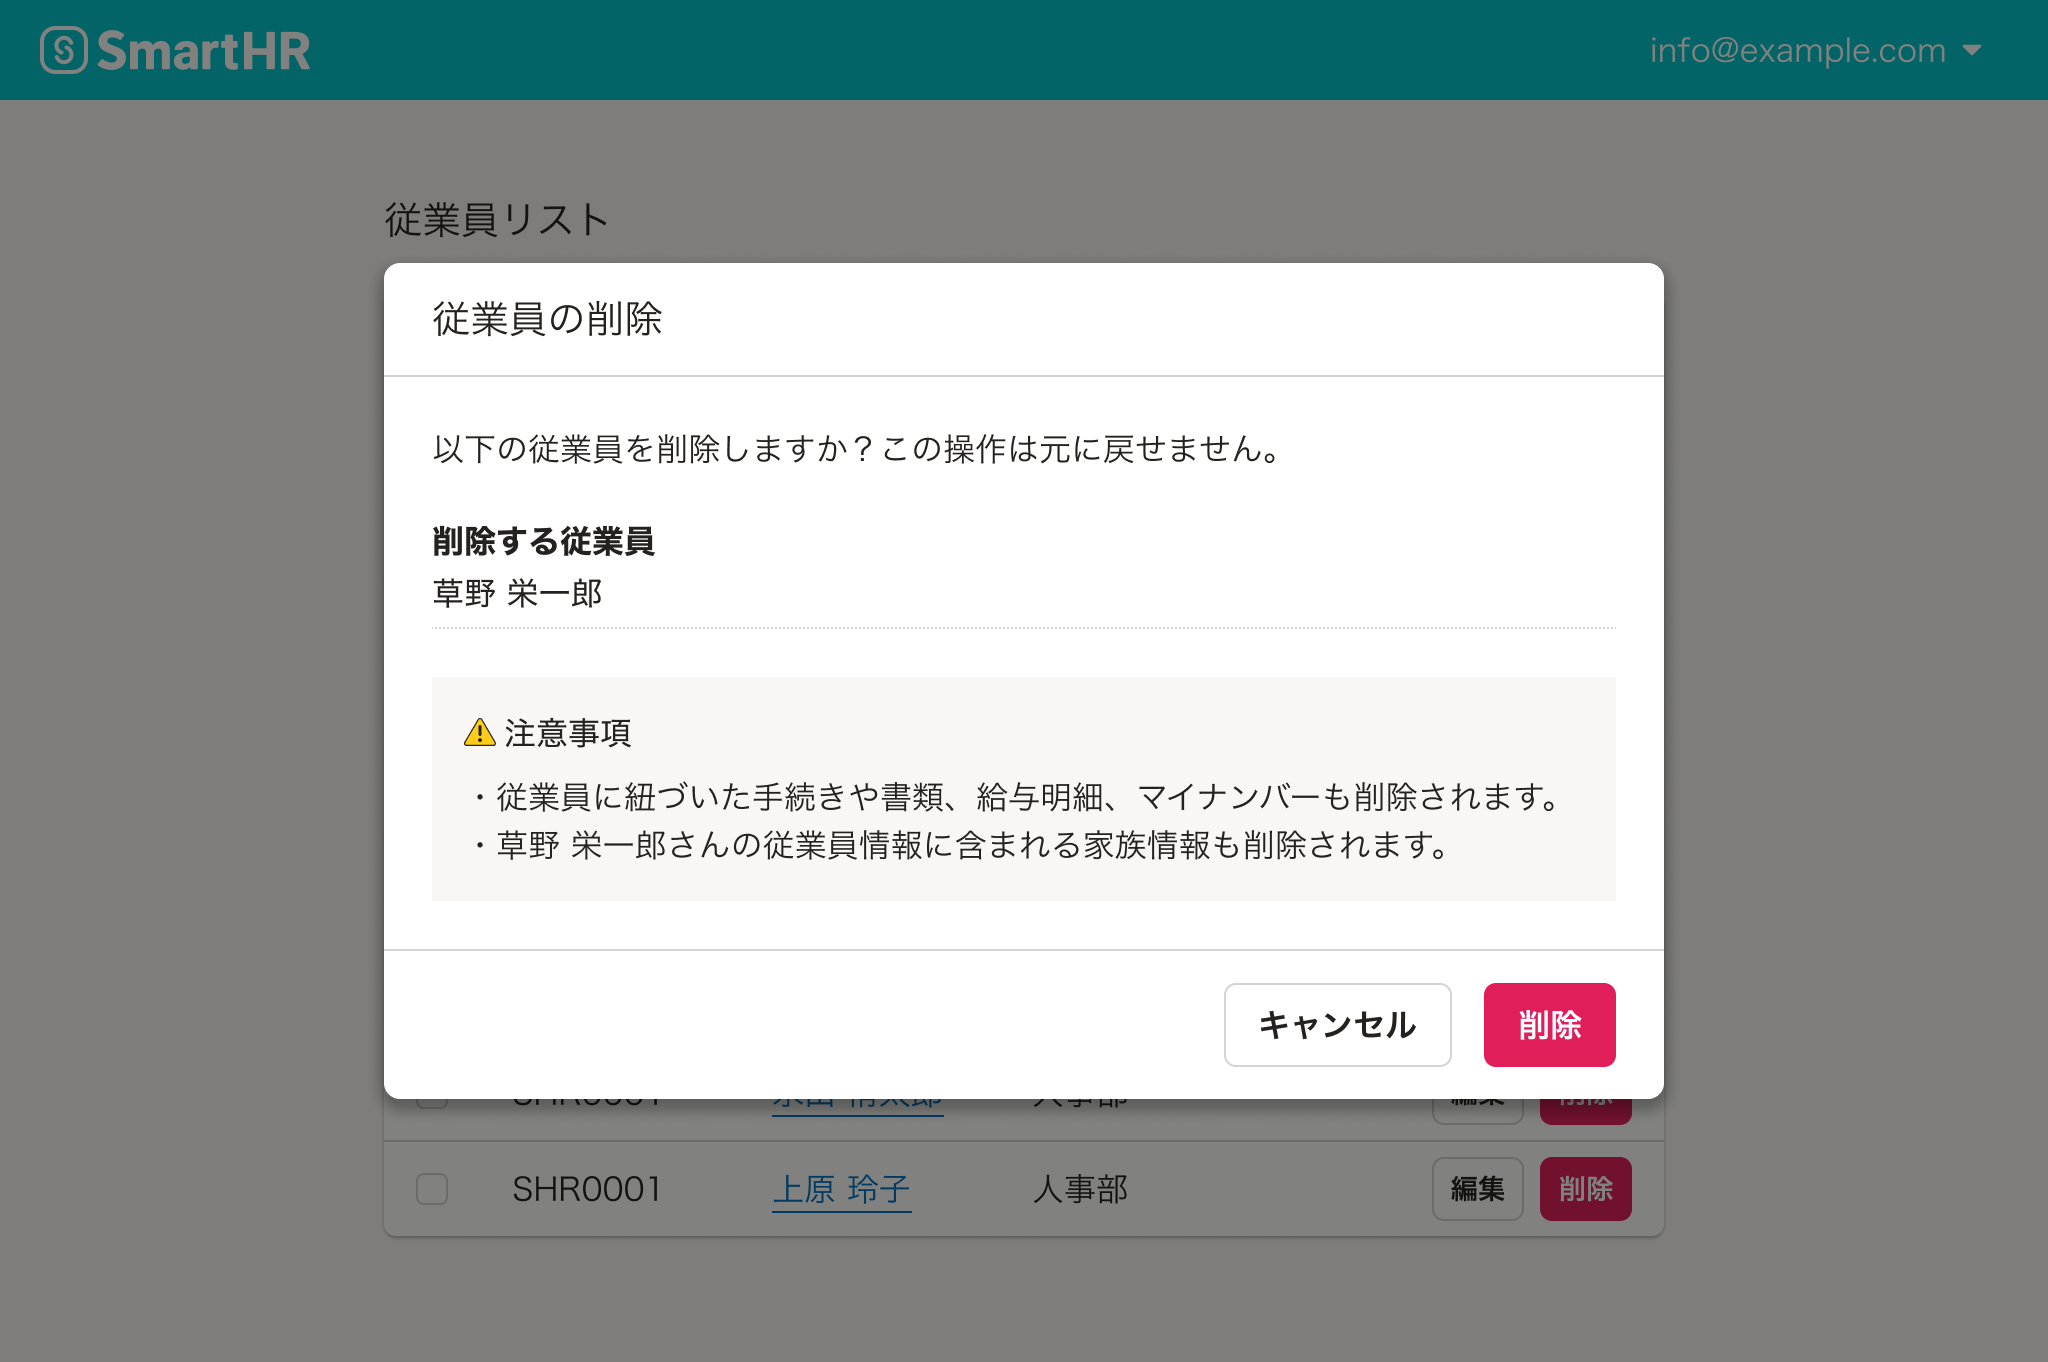 SmartHR
info@example.com
従業員リスト
従業員の削除
以下の従業員を削除しますか？この操作は元に戻せません。
削除する従業員
草野 栄一郎
注意事項
・従業員に紐づいた手続きや書類、給与明細、マイナンバーも削除されます。
・草野 栄一郎さんの従業員情報に含まれる家族情報も削除されます。
キャンセル 削除
SHR0001 人事部 編集 削除
SHR0001 上原 玲子 人事部 編集 削除